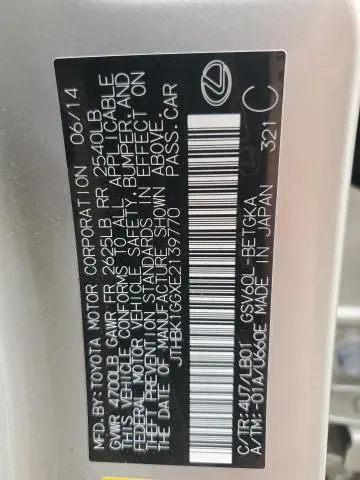 MFD.BY:TOYOTA MOTOR CORPORATION 06/14
GVWR 4700LB GAWR FR 2625LB RR 2540LB
THIS VEHICLE CONFORMS TO ALL APPLICABLE
FEDERAL MOTOR VEHICLE SAFETY, BUMPER, AND
THEFT PREVENTION STANDARDS IN EFFECT ON
THE DATE OF MANUFACTURE SHOWN ABOVE.
JTHBK1GGXE2139770 PASS.CAR
C/TR:4U7/LB01 GSV60L-BETGKA
A/TM:-01A/U660E MADE IN JAPAN
321 C